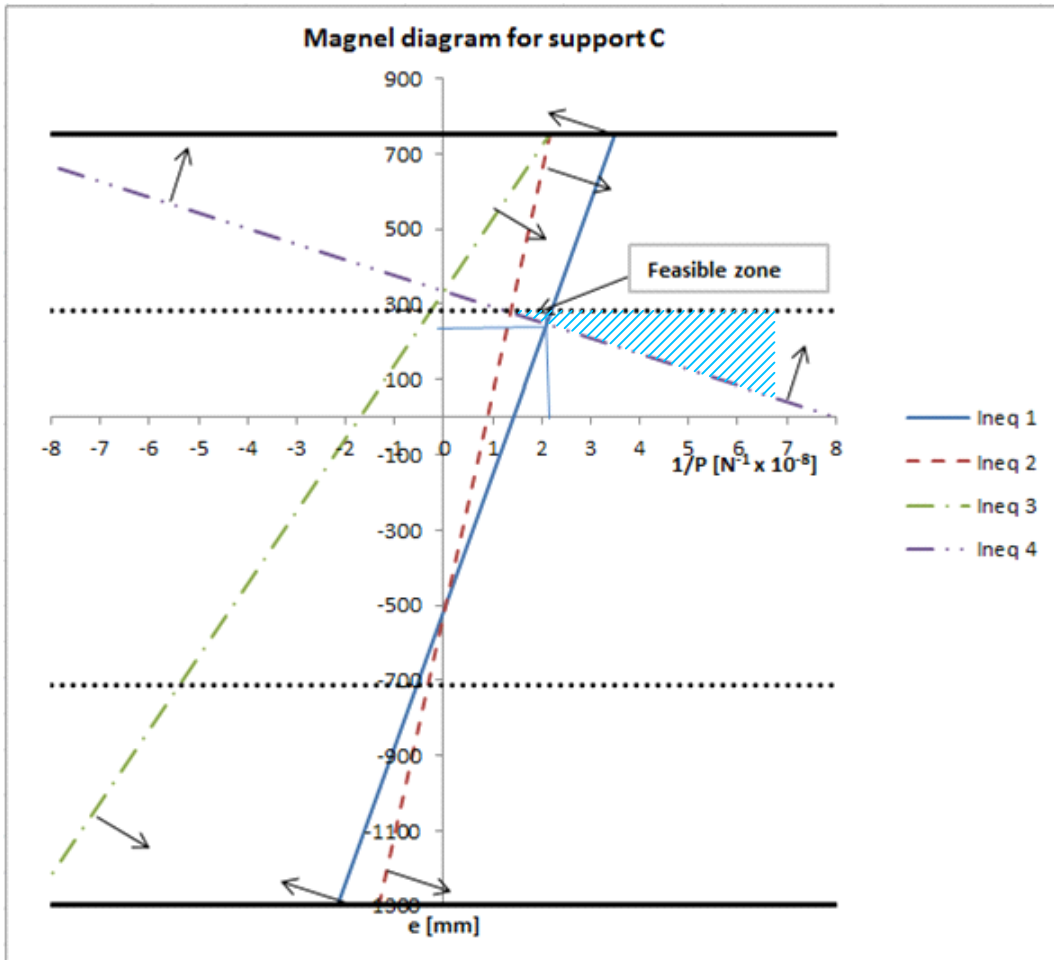 Magnel diagram for support C
900
700
500
Feasible zone
300
100
-8 -7 -6 -5 -4 -3 -2 -1 0 1 2 3 4 5 6 7 8
-100
1/P [N⁻¹ x 10⁻⁸]
-300
-500
-700
-900
-1100
-1300
e [mm]
Ineq 1
Ineq 2
Ineq 3
Ineq 4